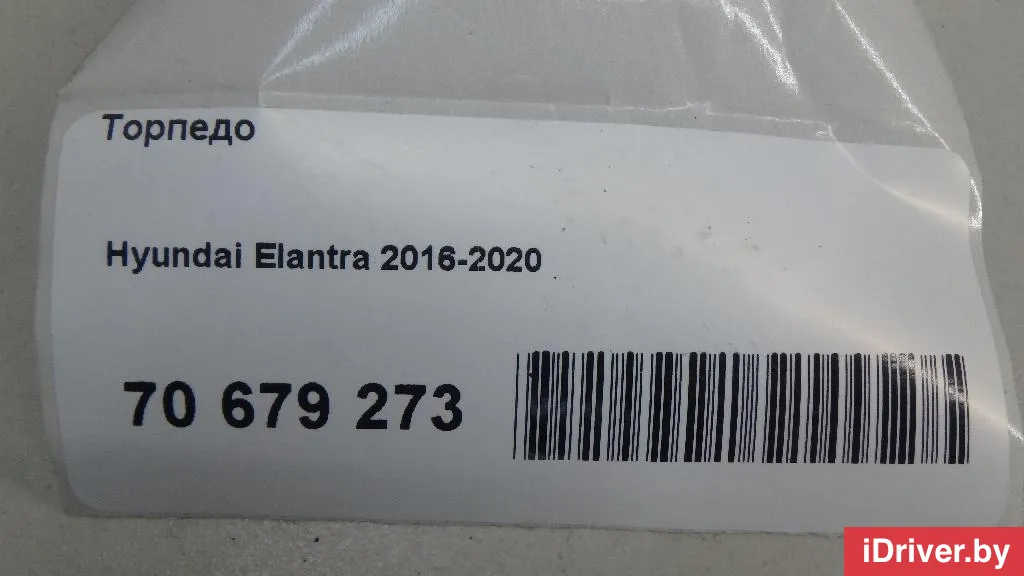 Торпедо
Hyundai Elantra 2016-2020
70 679 273
iDriver.by